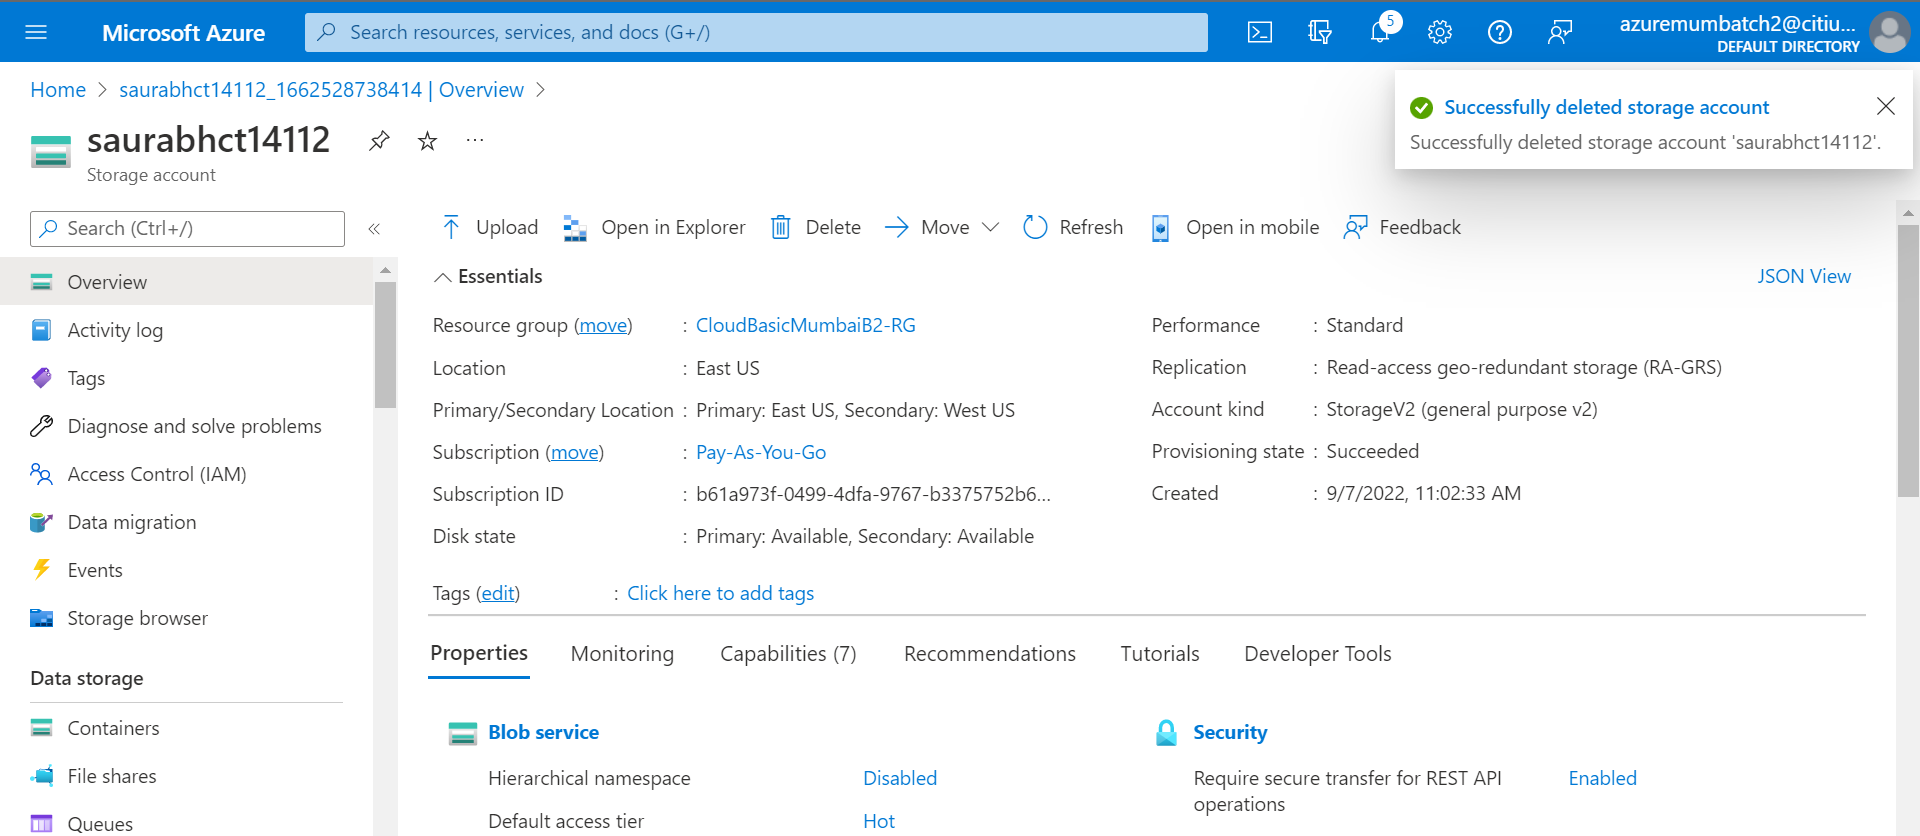 Microsoft Azure
Search resources, services, and docs (G+/)
5
azuremumbatch2@citiu...
DEFAULT DIRECTORY
Home > saurabhct14112_1662528738414 | Overview >
Successfully deleted storage account
Successfully deleted storage account 'saurabhct14112'.
saurabhct14112
...
Storage account
Search (Ctrl+/)
«
Overview
Activity log
Tags
Diagnose and solve problems
Access Control (IAM)
Data migration
Events
Storage browser
Data storage
Containers
File shares
Queues
Upload Open in Explorer Delete Move Refresh Open in mobile Feedback
Essentials
JSON View
Resource group (move) : CloudBasicMumbaiB2-RG
Location : East US
Primary/Secondary Location : Primary: East US, Secondary: West US
Subscription (move) : Pay-As-You-Go
Subscription ID : b61a973f-0499-4dfa-9767-b3375752b6...
Disk state : Primary: Available, Secondary: Available
Performance : Standard
Replication : Read-access geo-redundant storage (RA-GRS)
Account kind : StorageV2 (general purpose v2)
Provisioning state : Succeeded
Created : 9/7/2022, 11:02:33 AM
Tags (edit) : Click here to add tags
Properties Monitoring Capabilities (7) Recommendations Tutorials Developer Tools
Blob service
Hierarchical namespace Disabled
Default access tier Hot
Security
Require secure transfer for REST API Enabled
operations